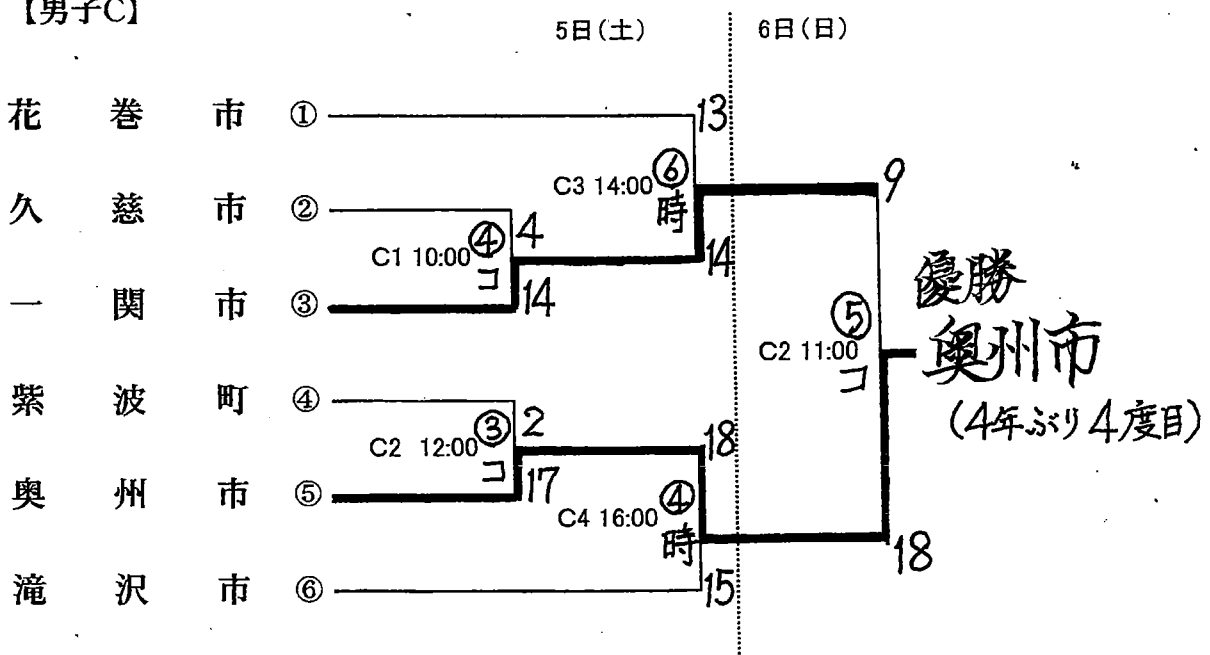 【男子C】
5日(土) 6日(日)
花巻市 ① 13
C3 14:00 ⑥ 時
9
久慈市 ②
C1 10:00 ④ コ 4
14
一関市 ③ 14
優勝
奥州市
(4年ぶり4度目)
C2 11:00 ⑤ コ
紫波町 ④
C2 12:00 ③ コ 2
18
奥州市 ⑤ 17
C4 16:00 ④ 時
18
滝沢市 ⑥ 15